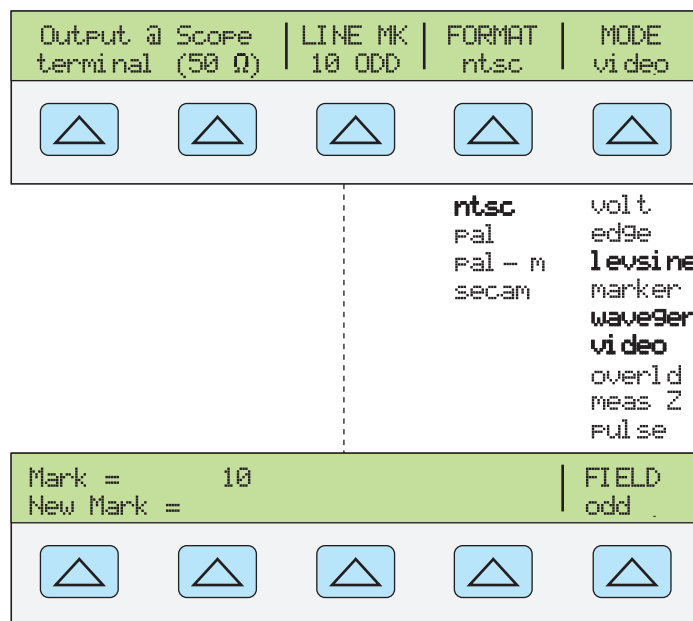 Output @ Scope
terminal (50 Ω)
LINE MK
10 ODD
FORMAT
ntsc
MODE
video
ntsc
pal
pal-m
secam
volt
edge
levsine
marker
video
overld
meas Z
pulse
Mark = 10
New Mark =
FIELD
odd